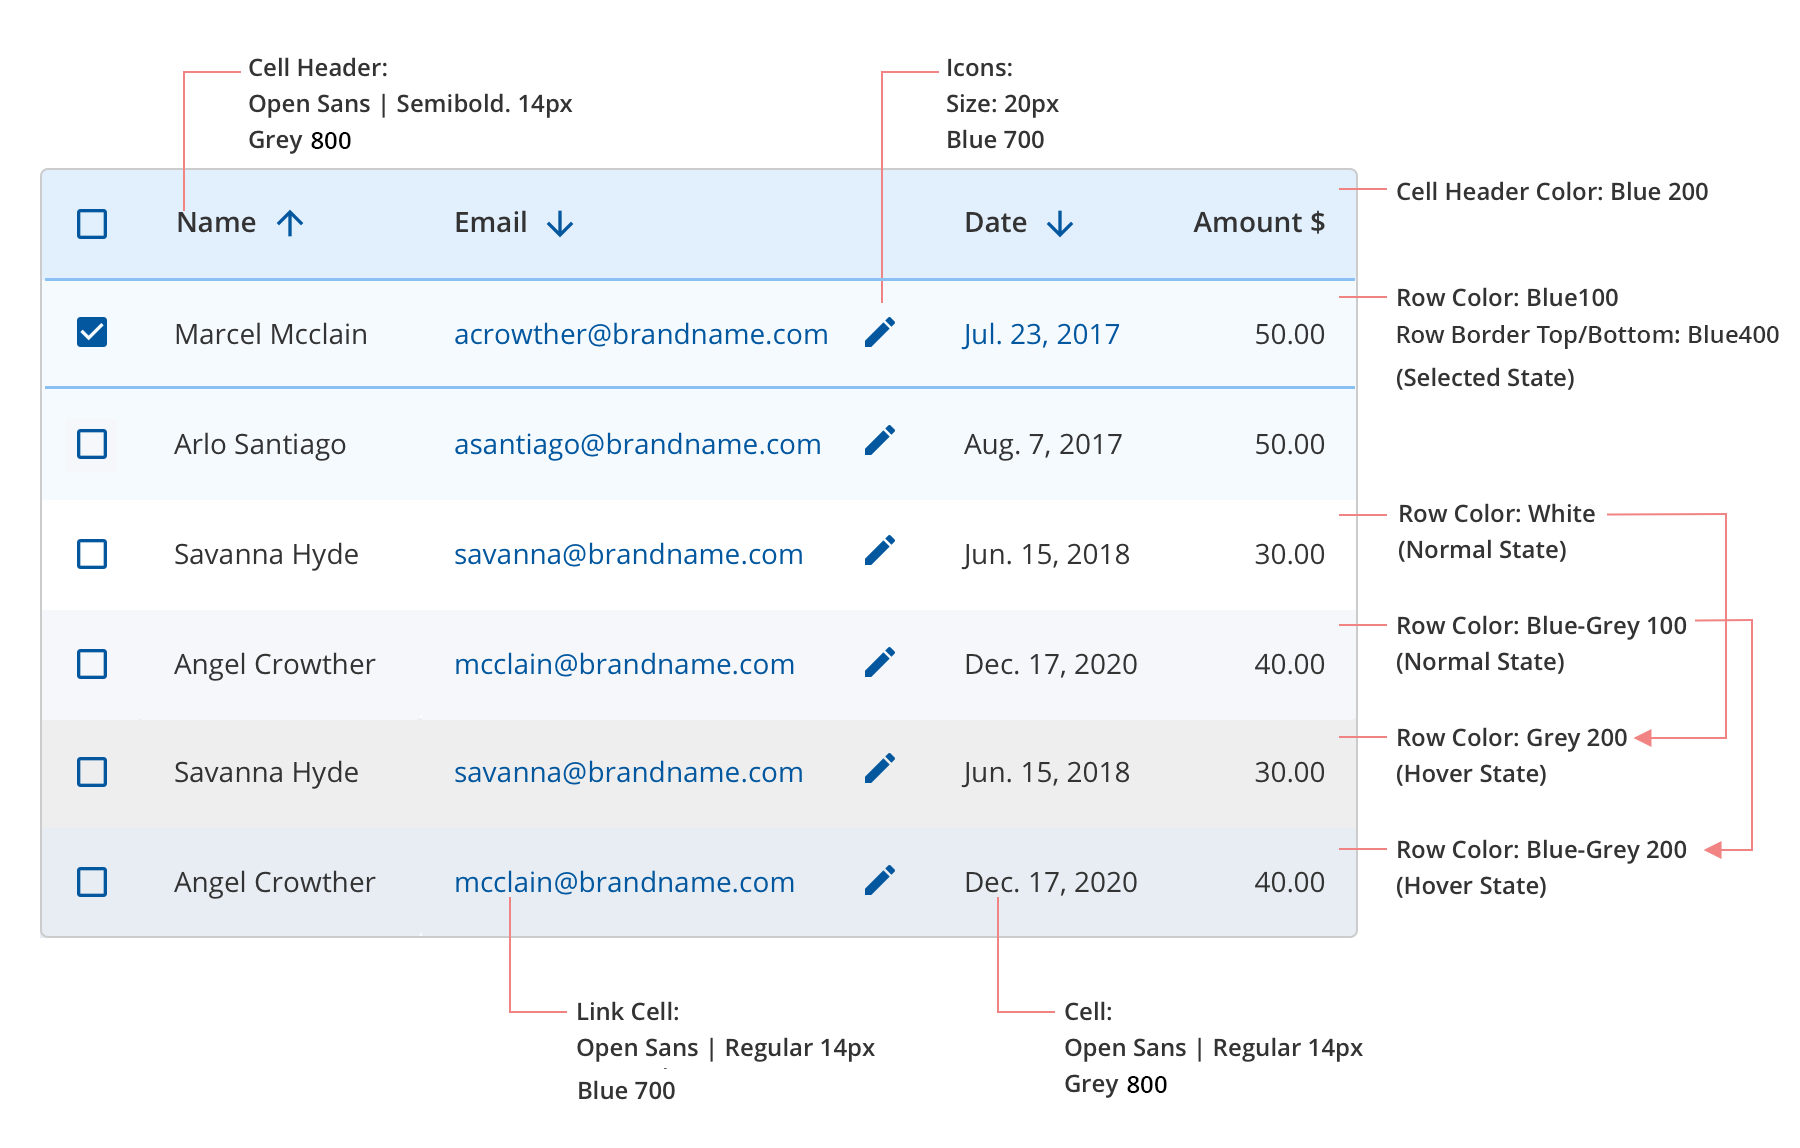 Cell Header:
Open Sans | Semibold. 14px
Grey 800
Icons:
Size: 20px
Blue 700
Name Email Date Amount $
Cell Header Color: Blue 200
Marcel Mcclain acrowther@brandname.com Jul. 23, 2017 50.00
Row Color: Blue100
Row Border Top/Bottom: Blue400
(Selected State)
Arlo Santiago asantiago@brandname.com Aug. 7, 2017 50.00
Savanna Hyde savanna@brandname.com Jun. 15, 2018 30.00
Row Color: White
(Normal State)
Angel Crowther mcclain@brandname.com Dec. 17, 2020 40.00
Row Color: Blue-Grey 100
(Normal State)
Savanna Hyde savanna@brandname.com Jun. 15, 2018 30.00
Row Color: Grey 200
(Hover State)
Angel Crowther mcclain@brandname.com Dec. 17, 2020 40.00
Row Color: Blue-Grey 200
(Hover State)
Link Cell:
Open Sans | Regular 14px
Blue 700
Cell:
Open Sans | Regular 14px
Grey 800